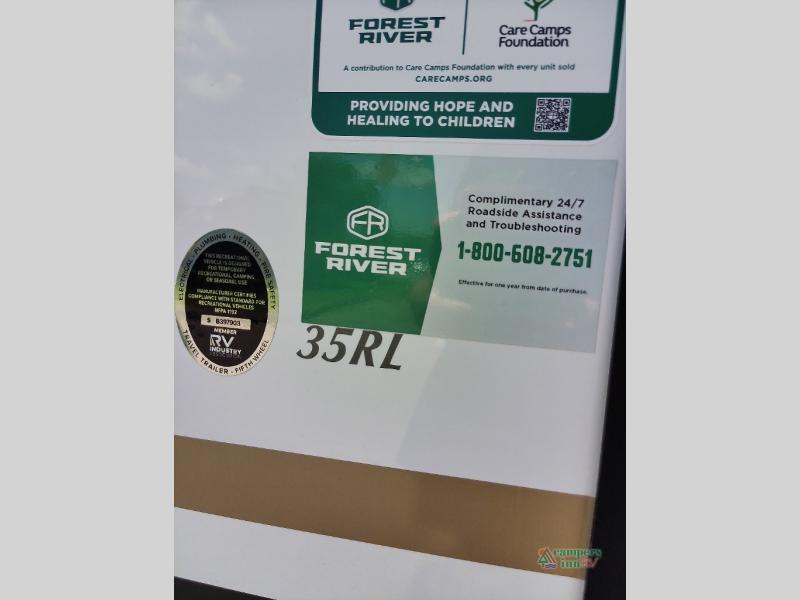 FOREST
RIVER
Care Camps
Foundation
A contribution to Care Camps Foundation with every unit sold
CARECAMPS.ORG
PROVIDING HOPE AND
HEALING TO CHILDREN
FR
FOREST
RIVER
Complimentary 24/7
Roadside Assistance
and Troubleshooting
1-800-608-2751
Effective for one year from date of purchase.
ELECTRICAL - PLUMBING - HEATING - FIRE SAFETY
THIS RECREATIONAL
VEHICLE IS DESIGNED
FOR TEMPORARY
RECREATIONAL, CAMPING,
OR SEASONAL USE
MANUFACTURER CERTIFIES
COMPLIANCE WITH STANDARD FOR
RECREATIONAL VEHICLES
NFPA 1192
S 8397903
MEMBER
RV
INDUSTRY
ASSOCIATION
TRAVEL TRAILER - FIFTH WHEEL
35RL
campers
inn RV